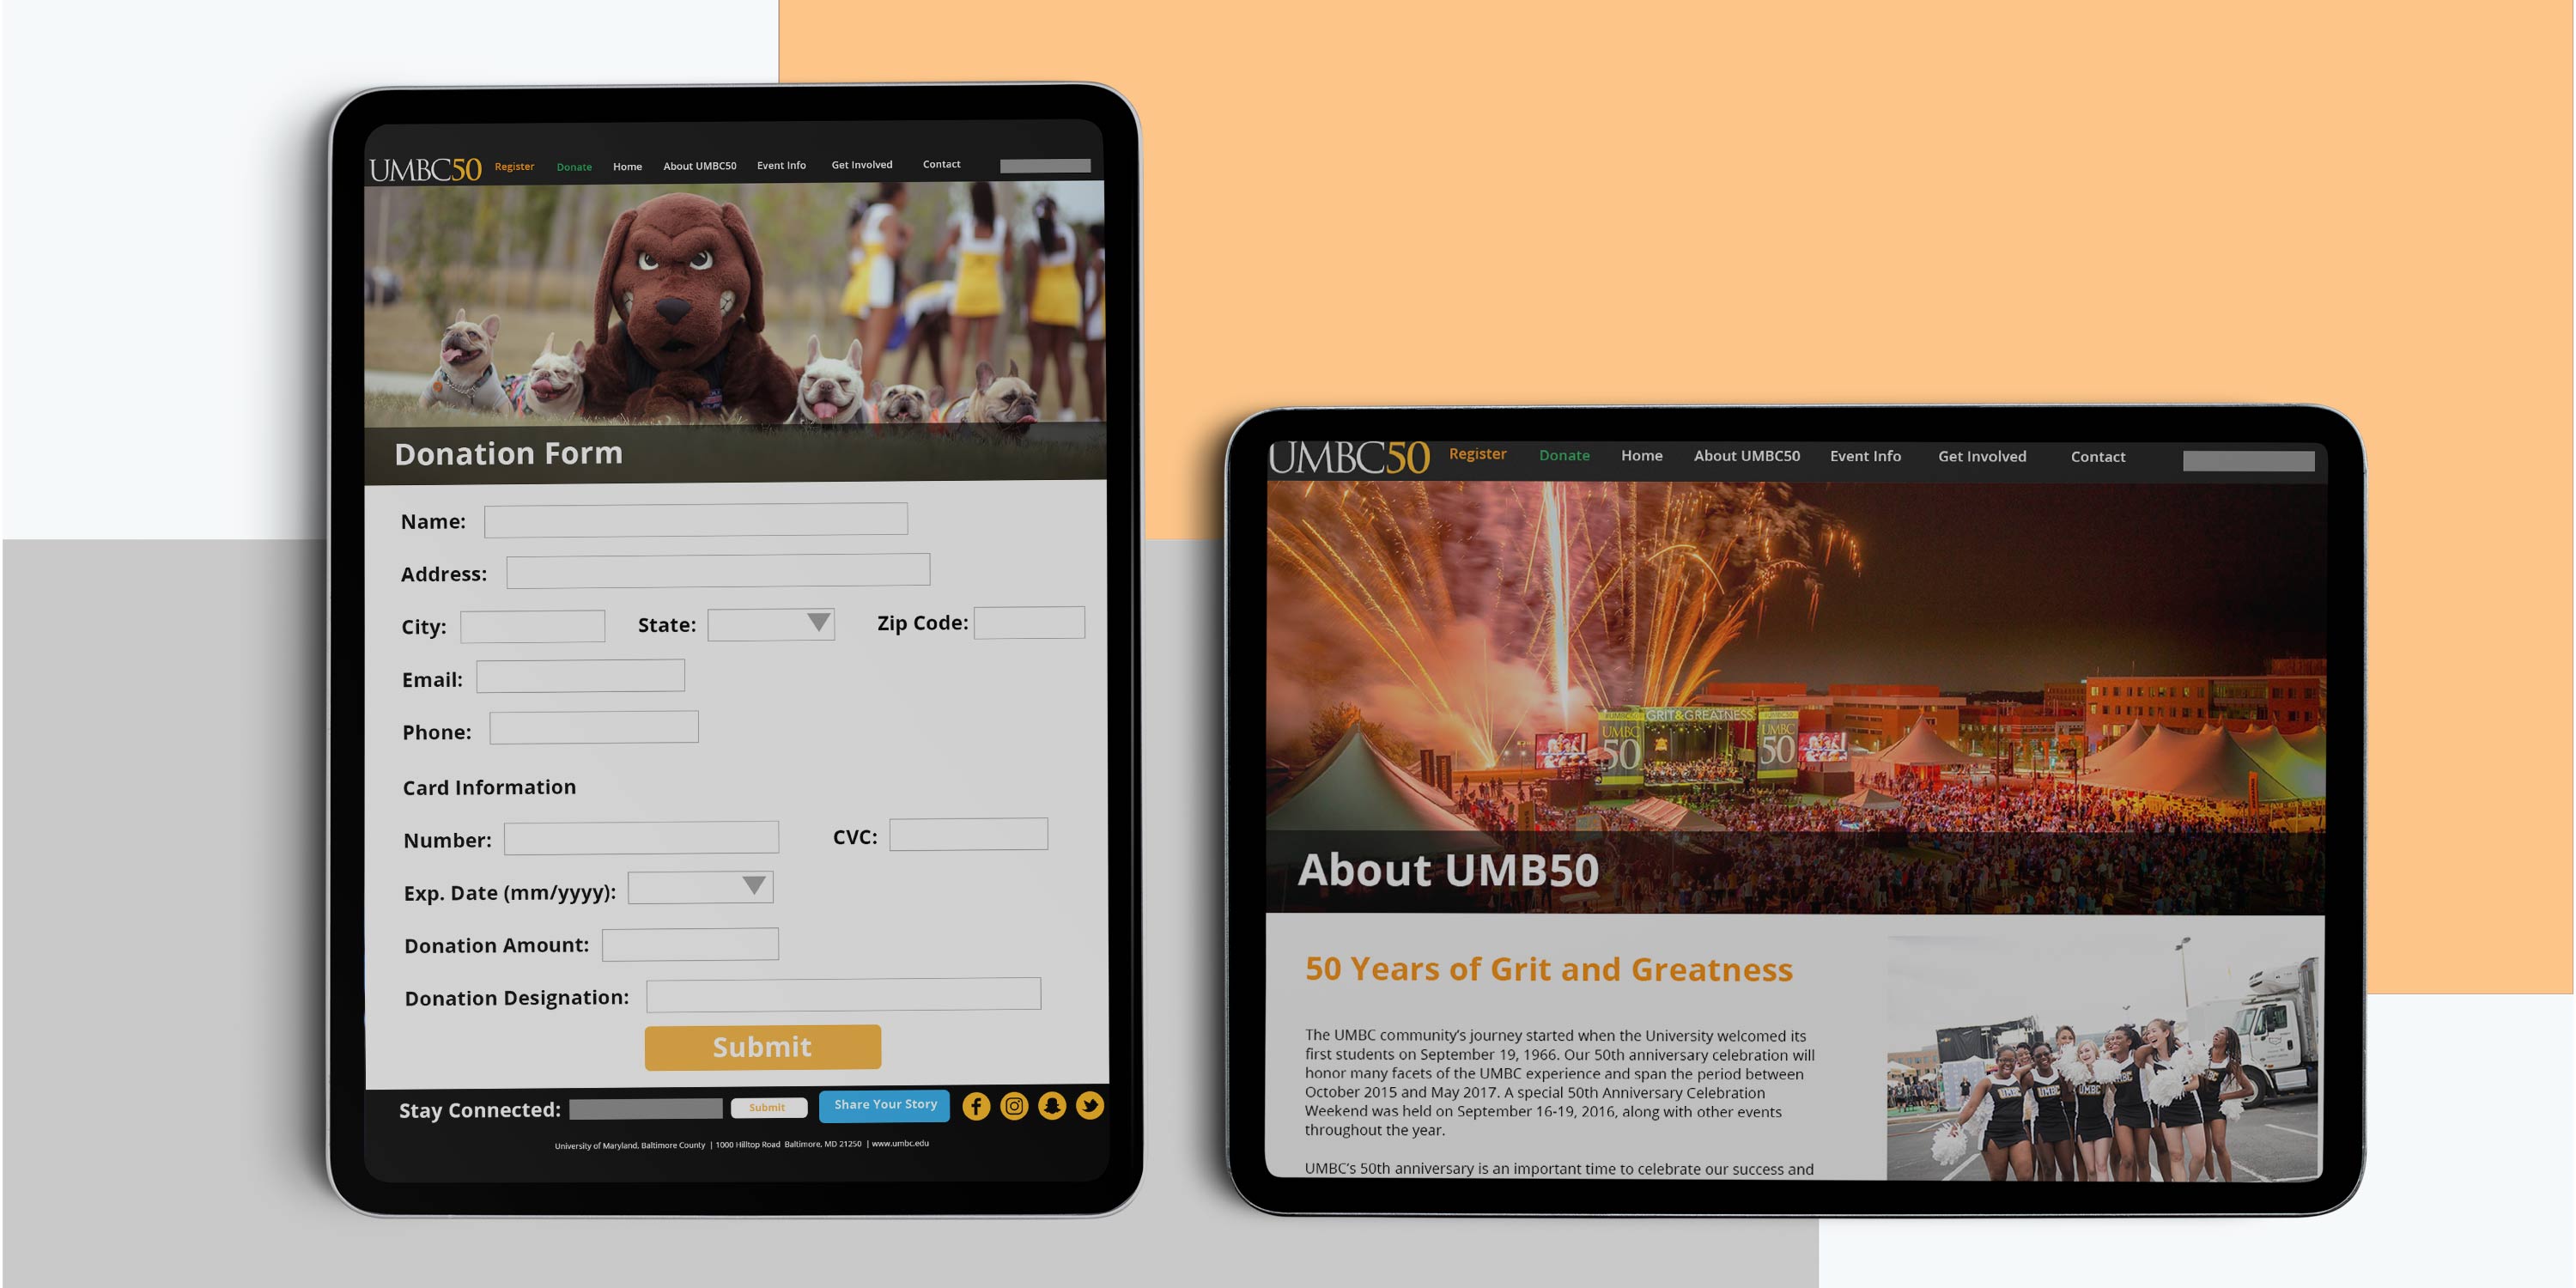 UMBC50 Register Donate Home About UMBC50 Event Info Get Involved Contact
Donation Form
Name:
Address:
City: State: Zip Code:
Email:
Phone:
Card Information
Number: CVC:
Exp. Date (mm/yyyy):
Donation Amount:
Donation Designation:
Submit
Stay Connected: Submit Share Your Story
University of Maryland, Baltimore County | 1000 Hilltop Road Baltimore, MD 21250 | www.umbc.edu
UMBC50 Register Donate Home About UMBC50 Event Info Get Involved Contact
GRIT&GREATNESS
UMBC
50
UMBC
50
About UMB50
50 Years of Grit and Greatness
The UMBC community's journey started when the University welcomed its
first students on September 19, 1966. Our 50th anniversary celebration will
honor many facets of the UMBC experience and span the period between
October 2015 and May 2017. A special 50th Anniversary Celebration
Weekend was held on September 16-19, 2016, along with other events
throughout the year.
UMBC's 50th anniversary is an important time to celebrate our success and
UMBC UMBC UMBC